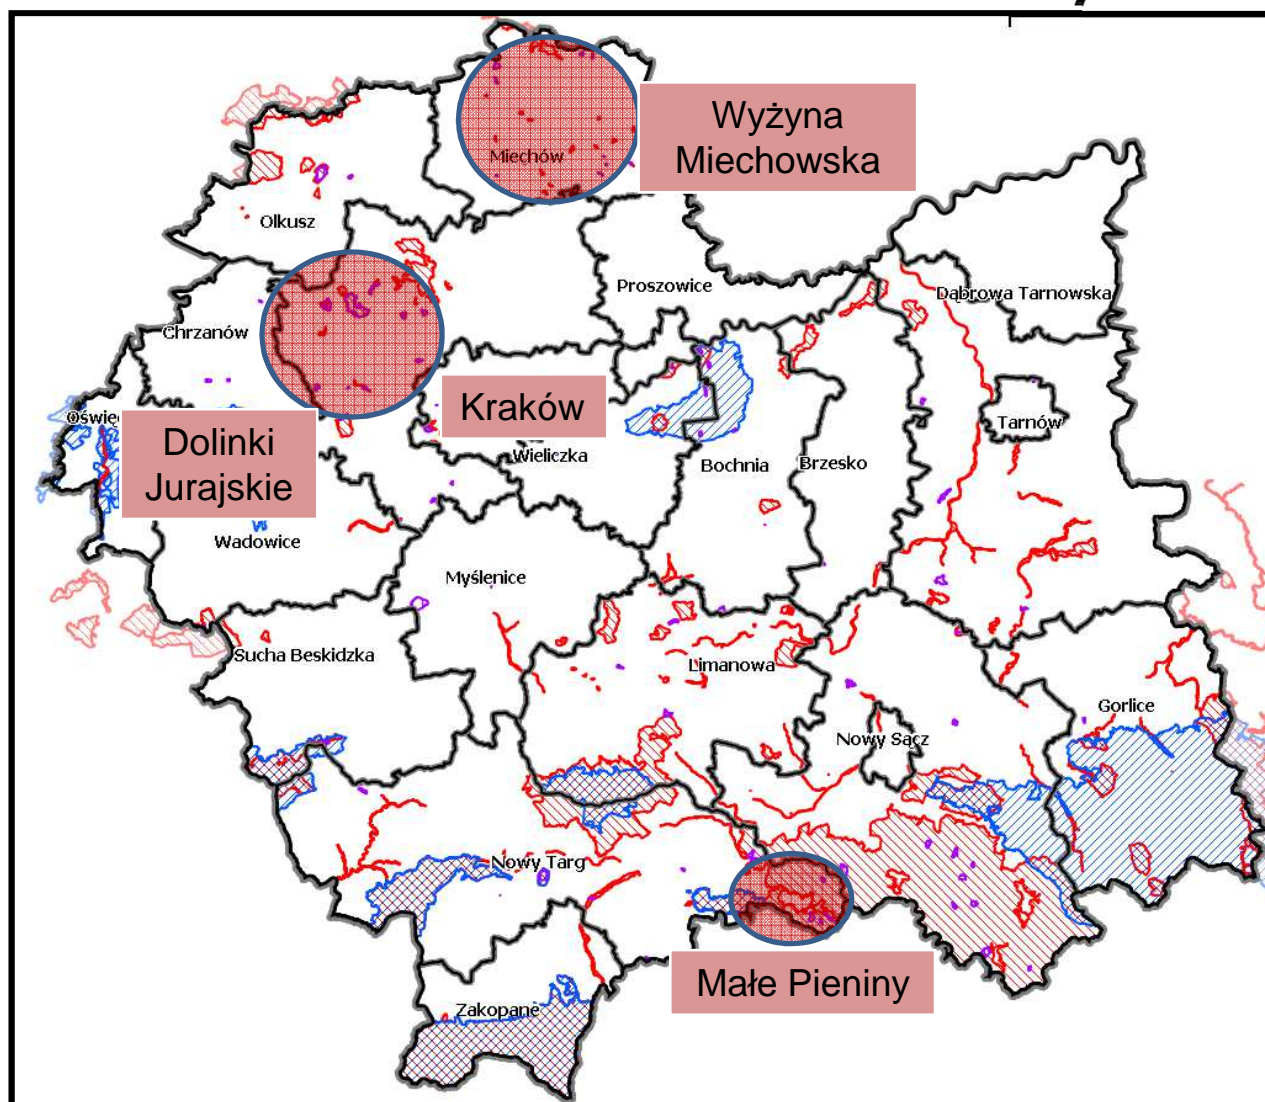 Wyżyna
Miechowska
Miechów
Olkusz
Proszowice
Dąbrowa Tarnowska
Chrzanów
Kraków
Oświę
Tarnów
Dolinki
Jurajskie
Wieliczka
Bochnia
Brzesko
Wadowice
Myślenice
Sucha Beskidzka
Limanowa
Gorlice
Nowy Sącz
Nowy Targ
Małe Pieniny
Zakopane